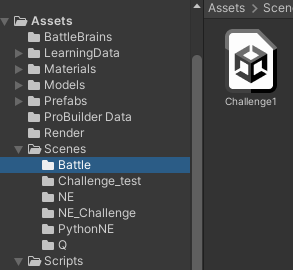 Assets
BattleBrains
LearningData
Materials
Models
Prefabs
ProBuilder Data
Render
Scenes
Battle
Challenge_test
NE
NE_Challenge
PythonNE
Q
Scripts
Assets > Scen
Challenge1